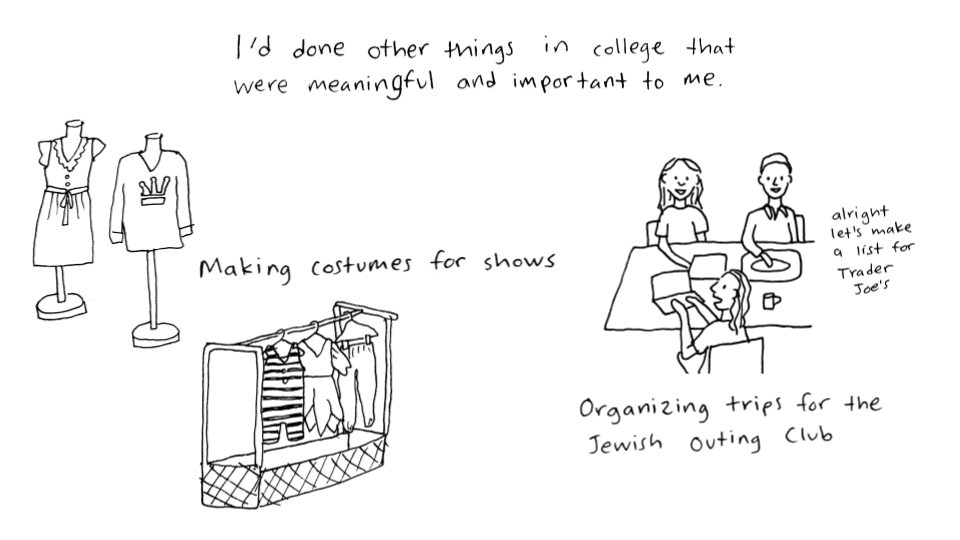 I'd done other things in college that
were meaningful and important to me.
Making costumes for shows
alright
let's make
a list for
Trader
Joe's
Organizing trips for the
Jewish Outing Club